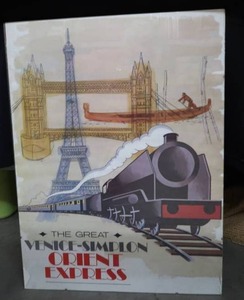 THE GREAT
VENICE-SIMPLON
ORIENT
EXPRESS